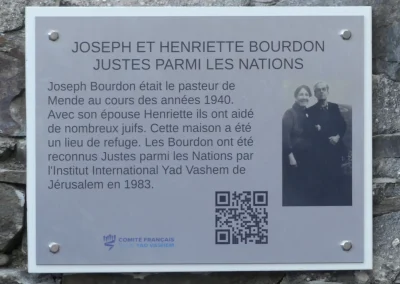 JOSEPH ET HENRIETTE BOURDON
JUSTES PARMI LES NATIONS
Joseph Bourdon était le pasteur de
Mende au cours des années 1940.
Avec son épouse Henriette ils ont aidé
de nombreux juifs. Cette maison a été
un lieu de refuge. Les Bourdon ont été
reconnus Justes parmi les Nations par
l'Institut International Yad Vashem de
Jérusalem en 1983.
COMITÉ FRANÇAIS
YAD VASHEM